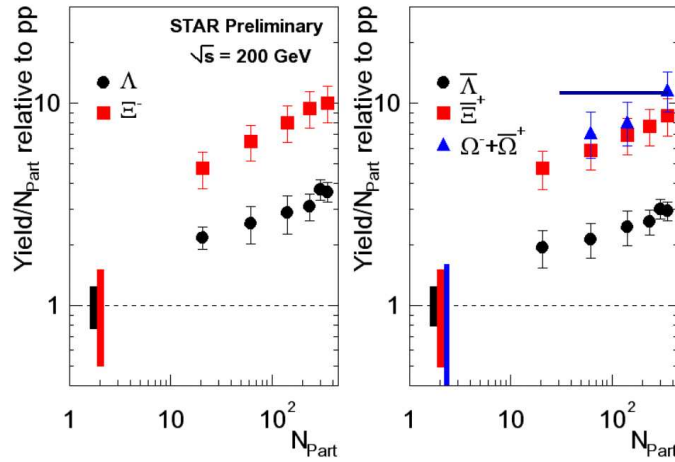 Yield/N_Part relative to pp
10
1
STAR Preliminary
√s = 200 GeV
Λ
Ξ⁻
1
10
10²
N_Part
Yield/N_Part relative to pp
10
1
Λ̅
Ξ̅⁺
Ω⁻+Ω̅⁺
1
10
10²
N_Part